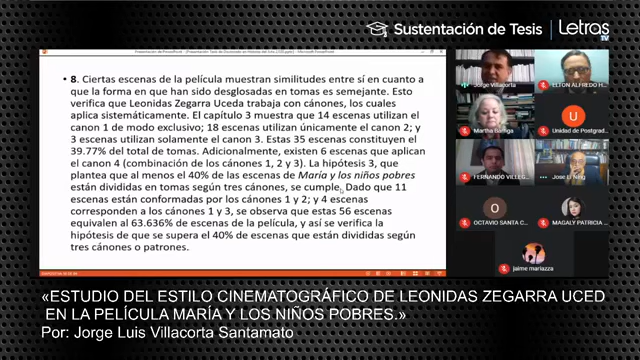 Sustentación de Tesis
Letras
TV
8. Ciertas escenas de la película muestran similitudes entre sí en cuanto a
que la forma en que han sido desglosadas en tomas es semejante. Esto
verifica que Leonidas Zegarra Uceda trabaja con cánones, los cuales
aplica sistemáticamente. El capítulo 3 muestra que 14 escenas utilizan el
canon 1 de modo exclusivo; 18 escenas utilizan únicamente el canon 2; y
3 escenas utilizan solamente el canon 3. Estas 35 escenas constituyen el
39.77% del total de tomas. Adicionalmente, existen 6 escenas que aplican
el canon 4 (combinación de los cánones 1, 2 y 3). La hipótesis 3, que
plantea que al menos el 40% de las escenas de María y los niños pobres
están divididas en tomas según tres cánones, se cumple. Dado que 11
escenas están conformadas por los cánones 1 y 2; y 4 escenas
corresponden a los cánones 1 y 3, se observa que estas 56 escenas
equivalen al 63.636% de escenas de la película, y así se verifica la
hipótesis de que se supera el 40% de escenas que están divididas según
tres cánones o patrones.
Jorge Villacorta
ELTON ALFREDO H
Martha Barriga
U
Unidad de Postgrad...
FERNANDO VILLEG
Jose Li Ning
O
OCTAVIO SANTA C
MAGALY PATRICIA
jaime mariazza
«ESTUDIO DEL ESTILO CINEMATOGRÁFICO DE LEONIDAS ZEGARRA UCED
EN LA PELÍCULA MARÍA Y LOS NIÑOS POBRES.»
Por: Jorge Luis Villacorta Santamato